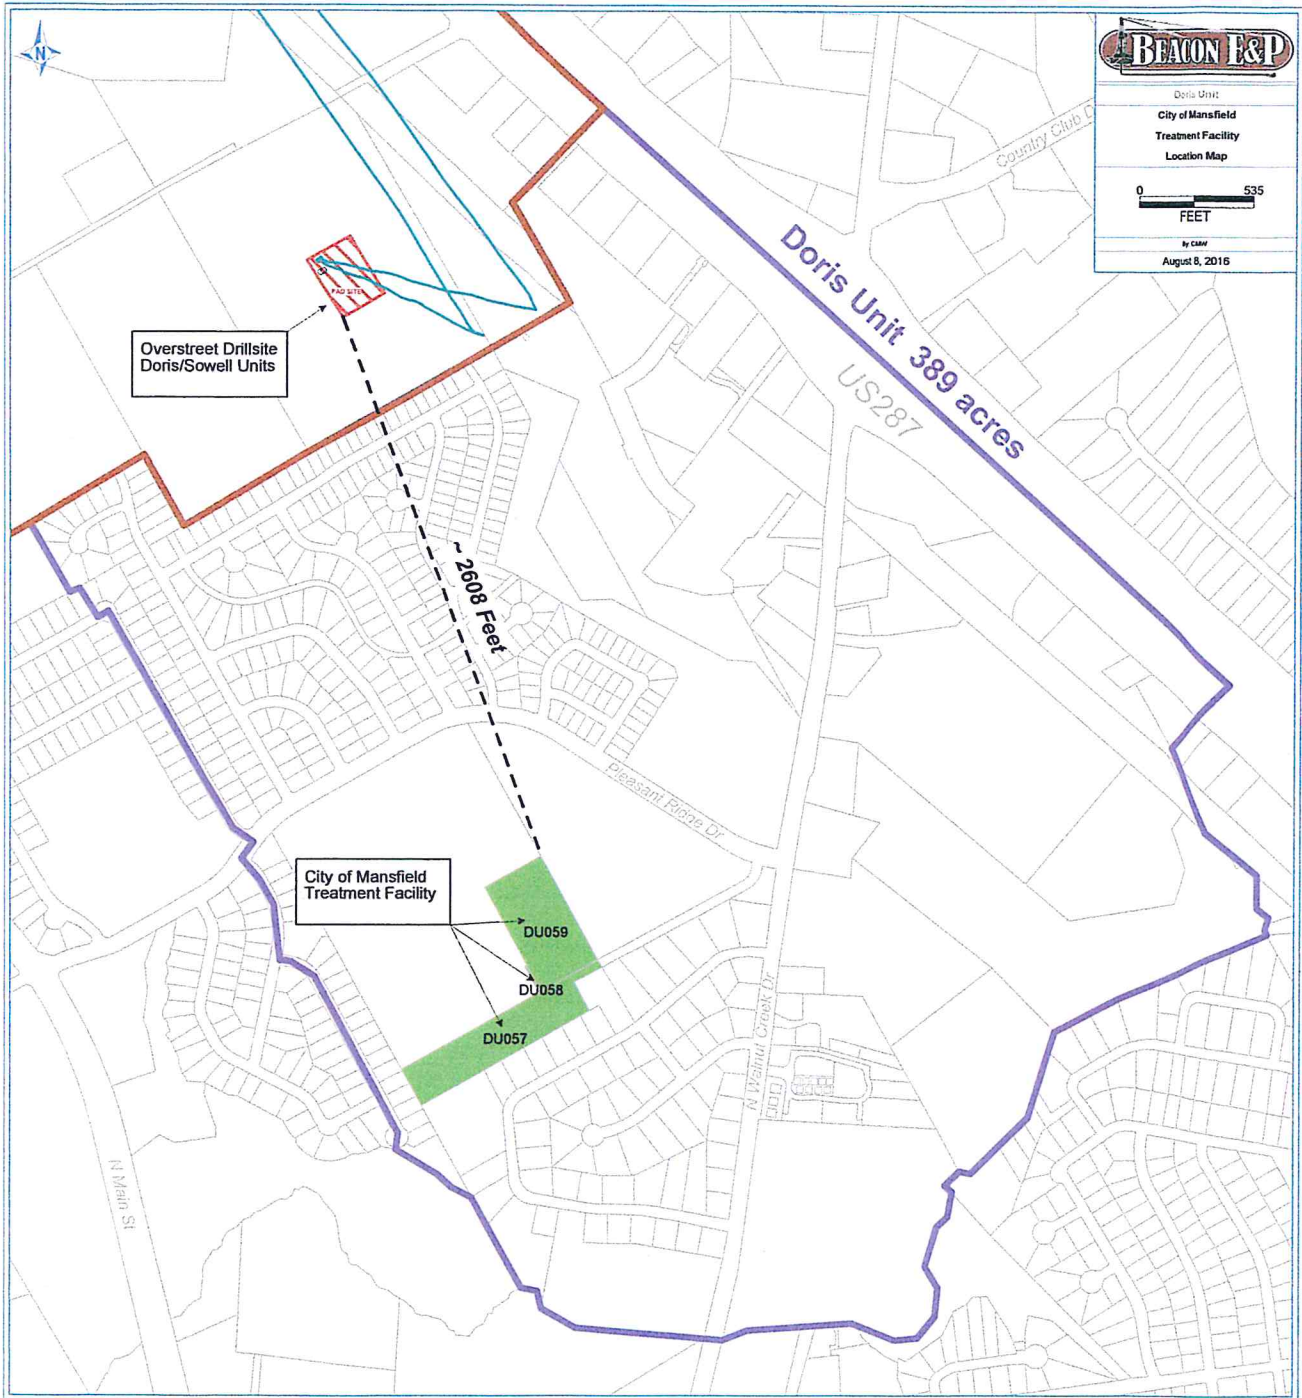 N
BEACON E&P
Doris Unit
City of Mansfield
Treatment Facility
Location Map
0 535
FEET
By CMW
August 8, 2016
Country Club D
Doris Unit 389 acres
US287
PAD SITE
Overstreet Drillsite
Doris/Sowell Units
~ 2608 Feet
Pleasant Ridge Dr
City of Mansfield
Treatment Facility
DU059
DU058
DU057
N Walnut Creek Dr
N Main St